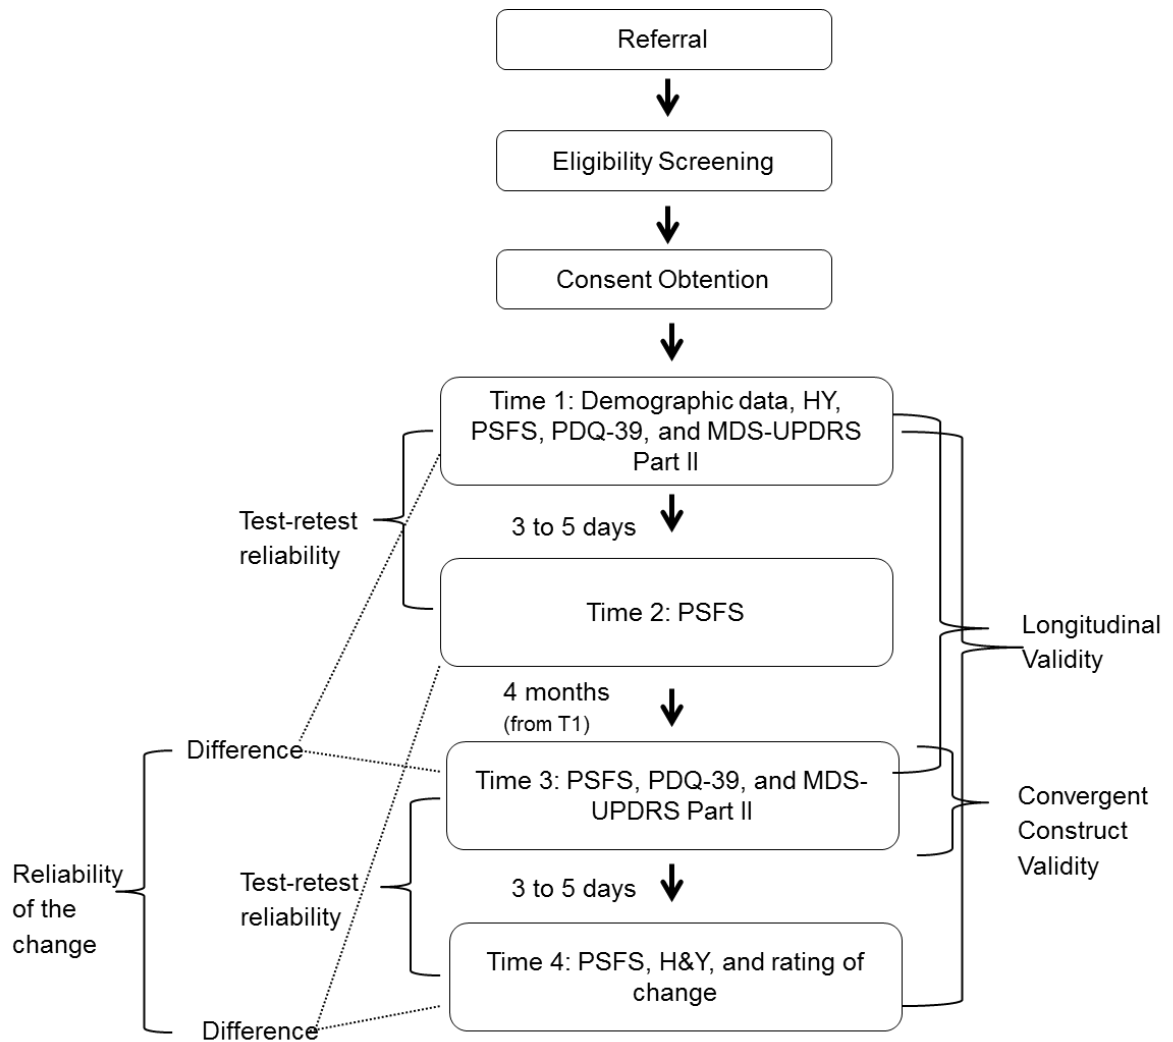 Referral
Eligibility Screening
Consent Obtention
Time 1: Demographic data, HY,
PSFS, PDQ-39, and MDS-UPDRS
Part II
Test-retest
reliability
3 to 5 days
Time 2: PSFS
Longitudinal
Validity
4 months
(from T1)
Difference
Time 3: PSFS, PDQ-39, and MDS-
UPDRS Part II
Convergent
Construct
Validity
Reliability
of the
change
Test-retest
reliability
3 to 5 days
Time 4: PSFS, H&Y, and rating of
change
Difference